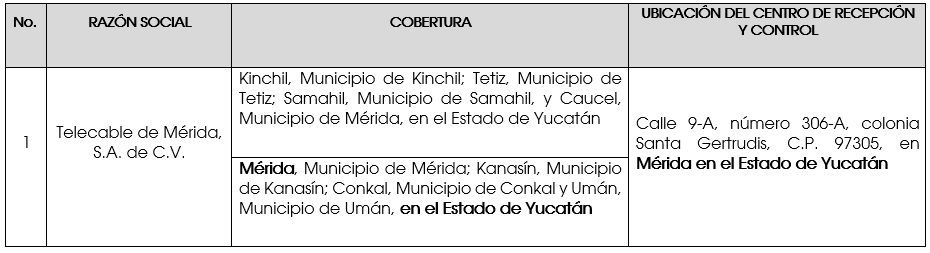 No.
RAZÓN SOCIAL
COBERTURA
UBICACIÓN DEL CENTRO DE RECEPCIÓN
Y CONTROL
1
Telecable de Mérida,
S.A. de C.V.
Kinchil, Municipio de Kinchil; Tetiz, Municipio de
Tetiz; Samahil, Municipio de Samahil, y Caucel,
Municipio de Mérida, en el Estado de Yucatán
Mérida, Municipio de Mérida; Kanasín, Municipio
de Kanasín; Conkal, Municipio de Conkal y Umán,
Municipio de Umán, en el Estado de Yucatán
Calle 9-A, número 306-A, colonia
Santa Gertrudis, C.P. 97305, en
Mérida en el Estado de Yucatán